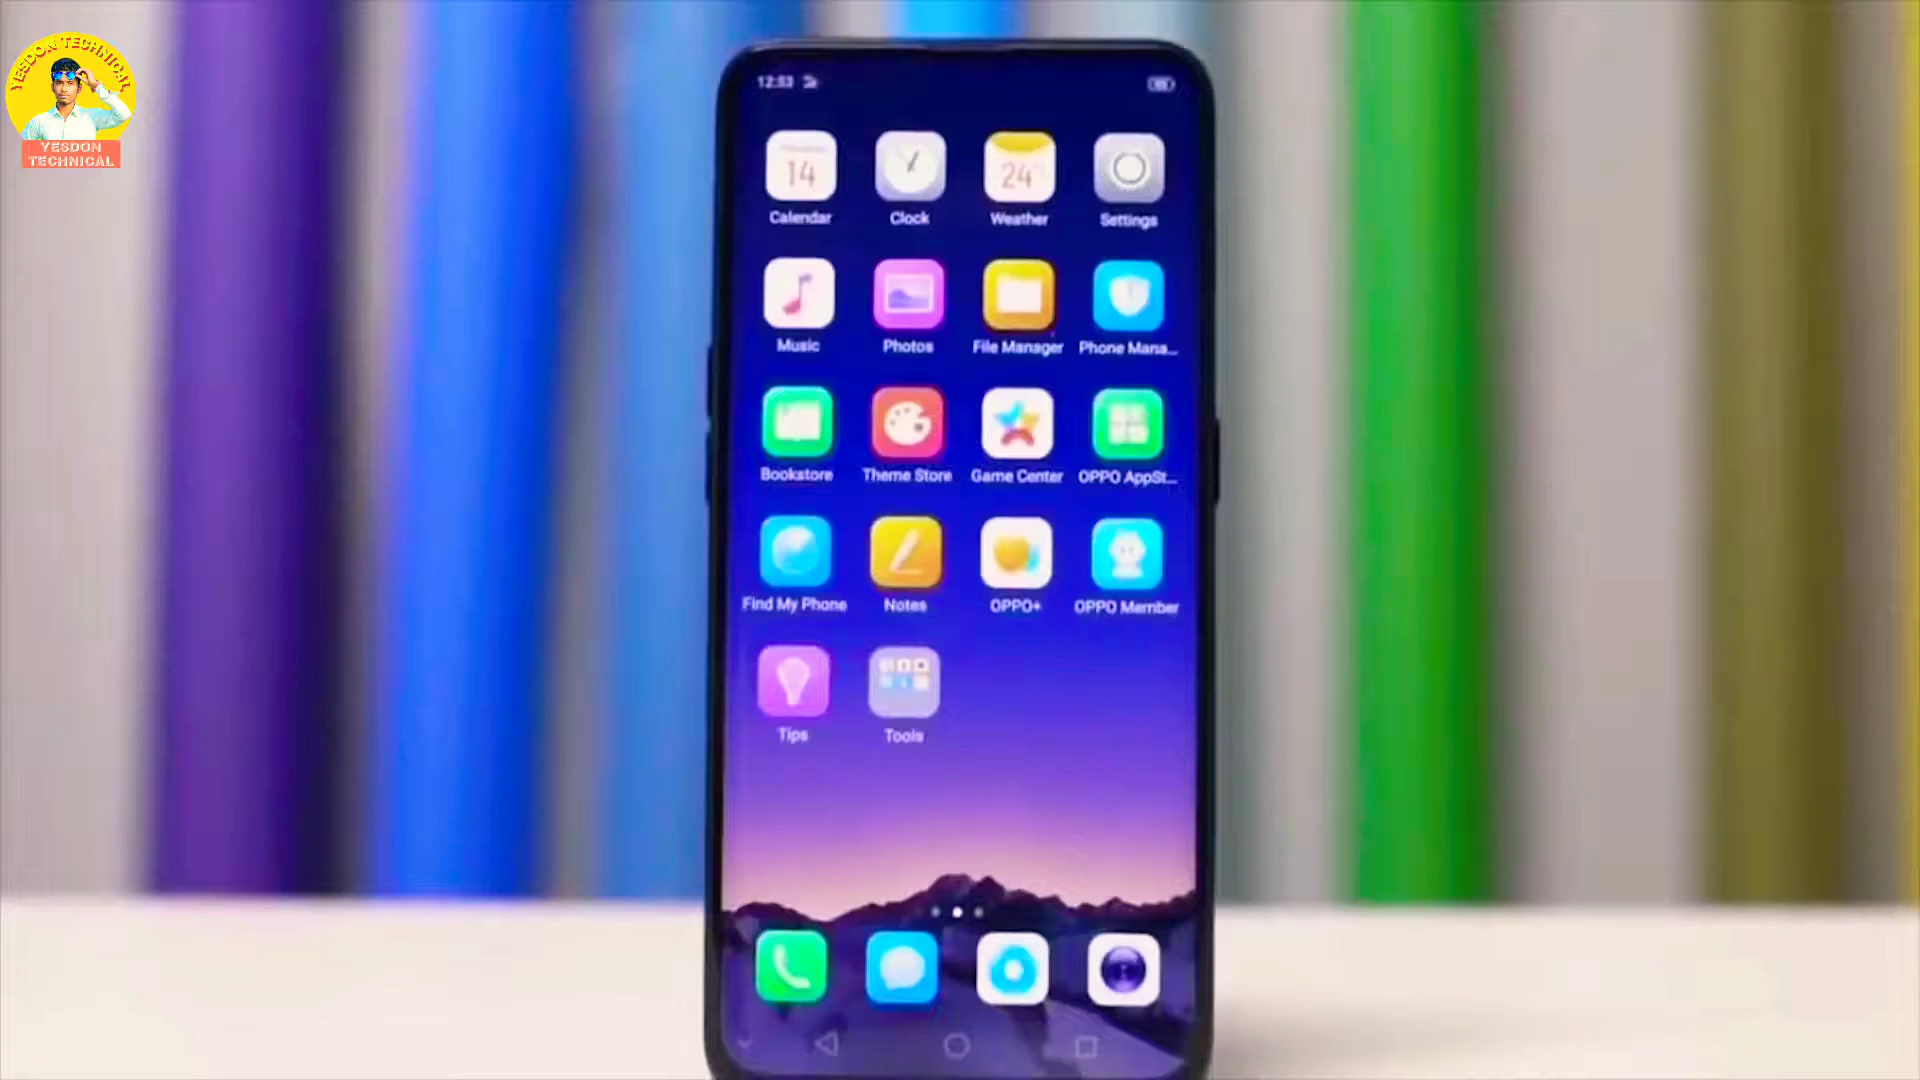 YESDON TECHNICAL
YESDON
TECHNICAL
12:53
14
24°
Calendar
Clock
Weather
Settings
Music
Photos
File Manager
Phone Mana...
Bookstore
Theme Store
Game Center
OPPO AppSt...
Find My Phone
Notes
OPPO+
OPPO Member
Tips
Tools